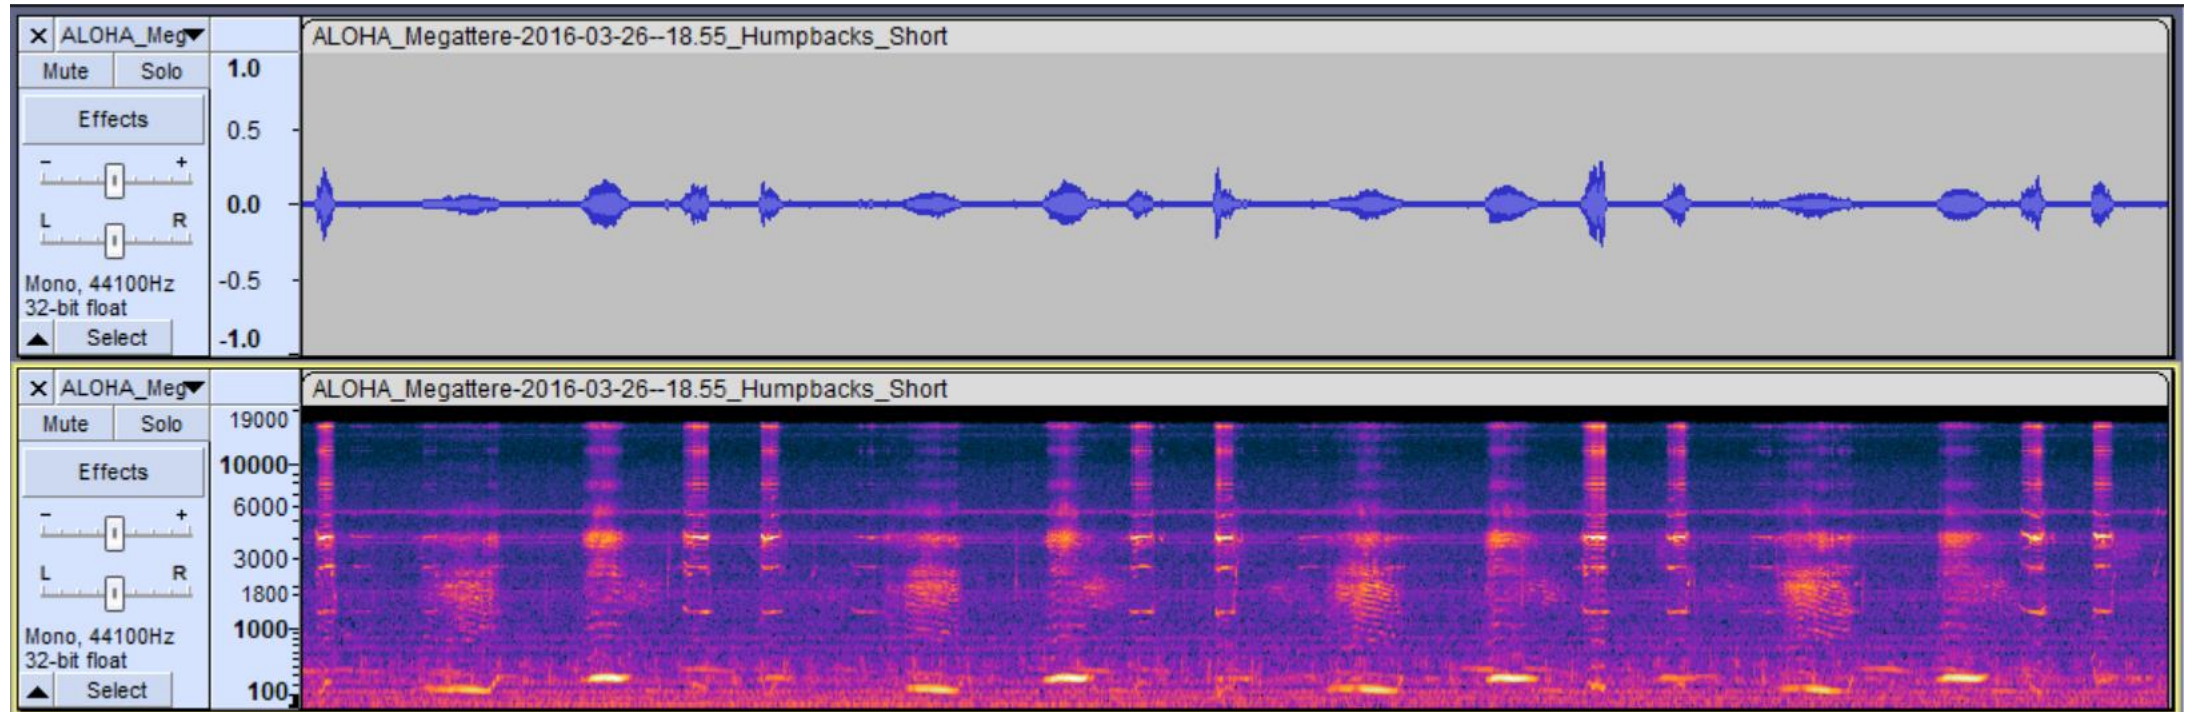 X ALOHA_Meg ALOHA_Megattere-2016-03-26--18.55_Humpbacks_Short
Mute Solo 1.0
Effects
0.5 -
- +
0.0 -
L R
Mono, 44100Hz -0.5 -
32-bit float
Select -1.0
X ALOHA_Meg ALOHA_Megattere-2016-03-26--18.55_Humpbacks_Short
Mute Solo 19000
Effects 10000-
6000-
- +
3000-
L R 1800-
Mono, 44100Hz 1000-
32-bit float
Select 100